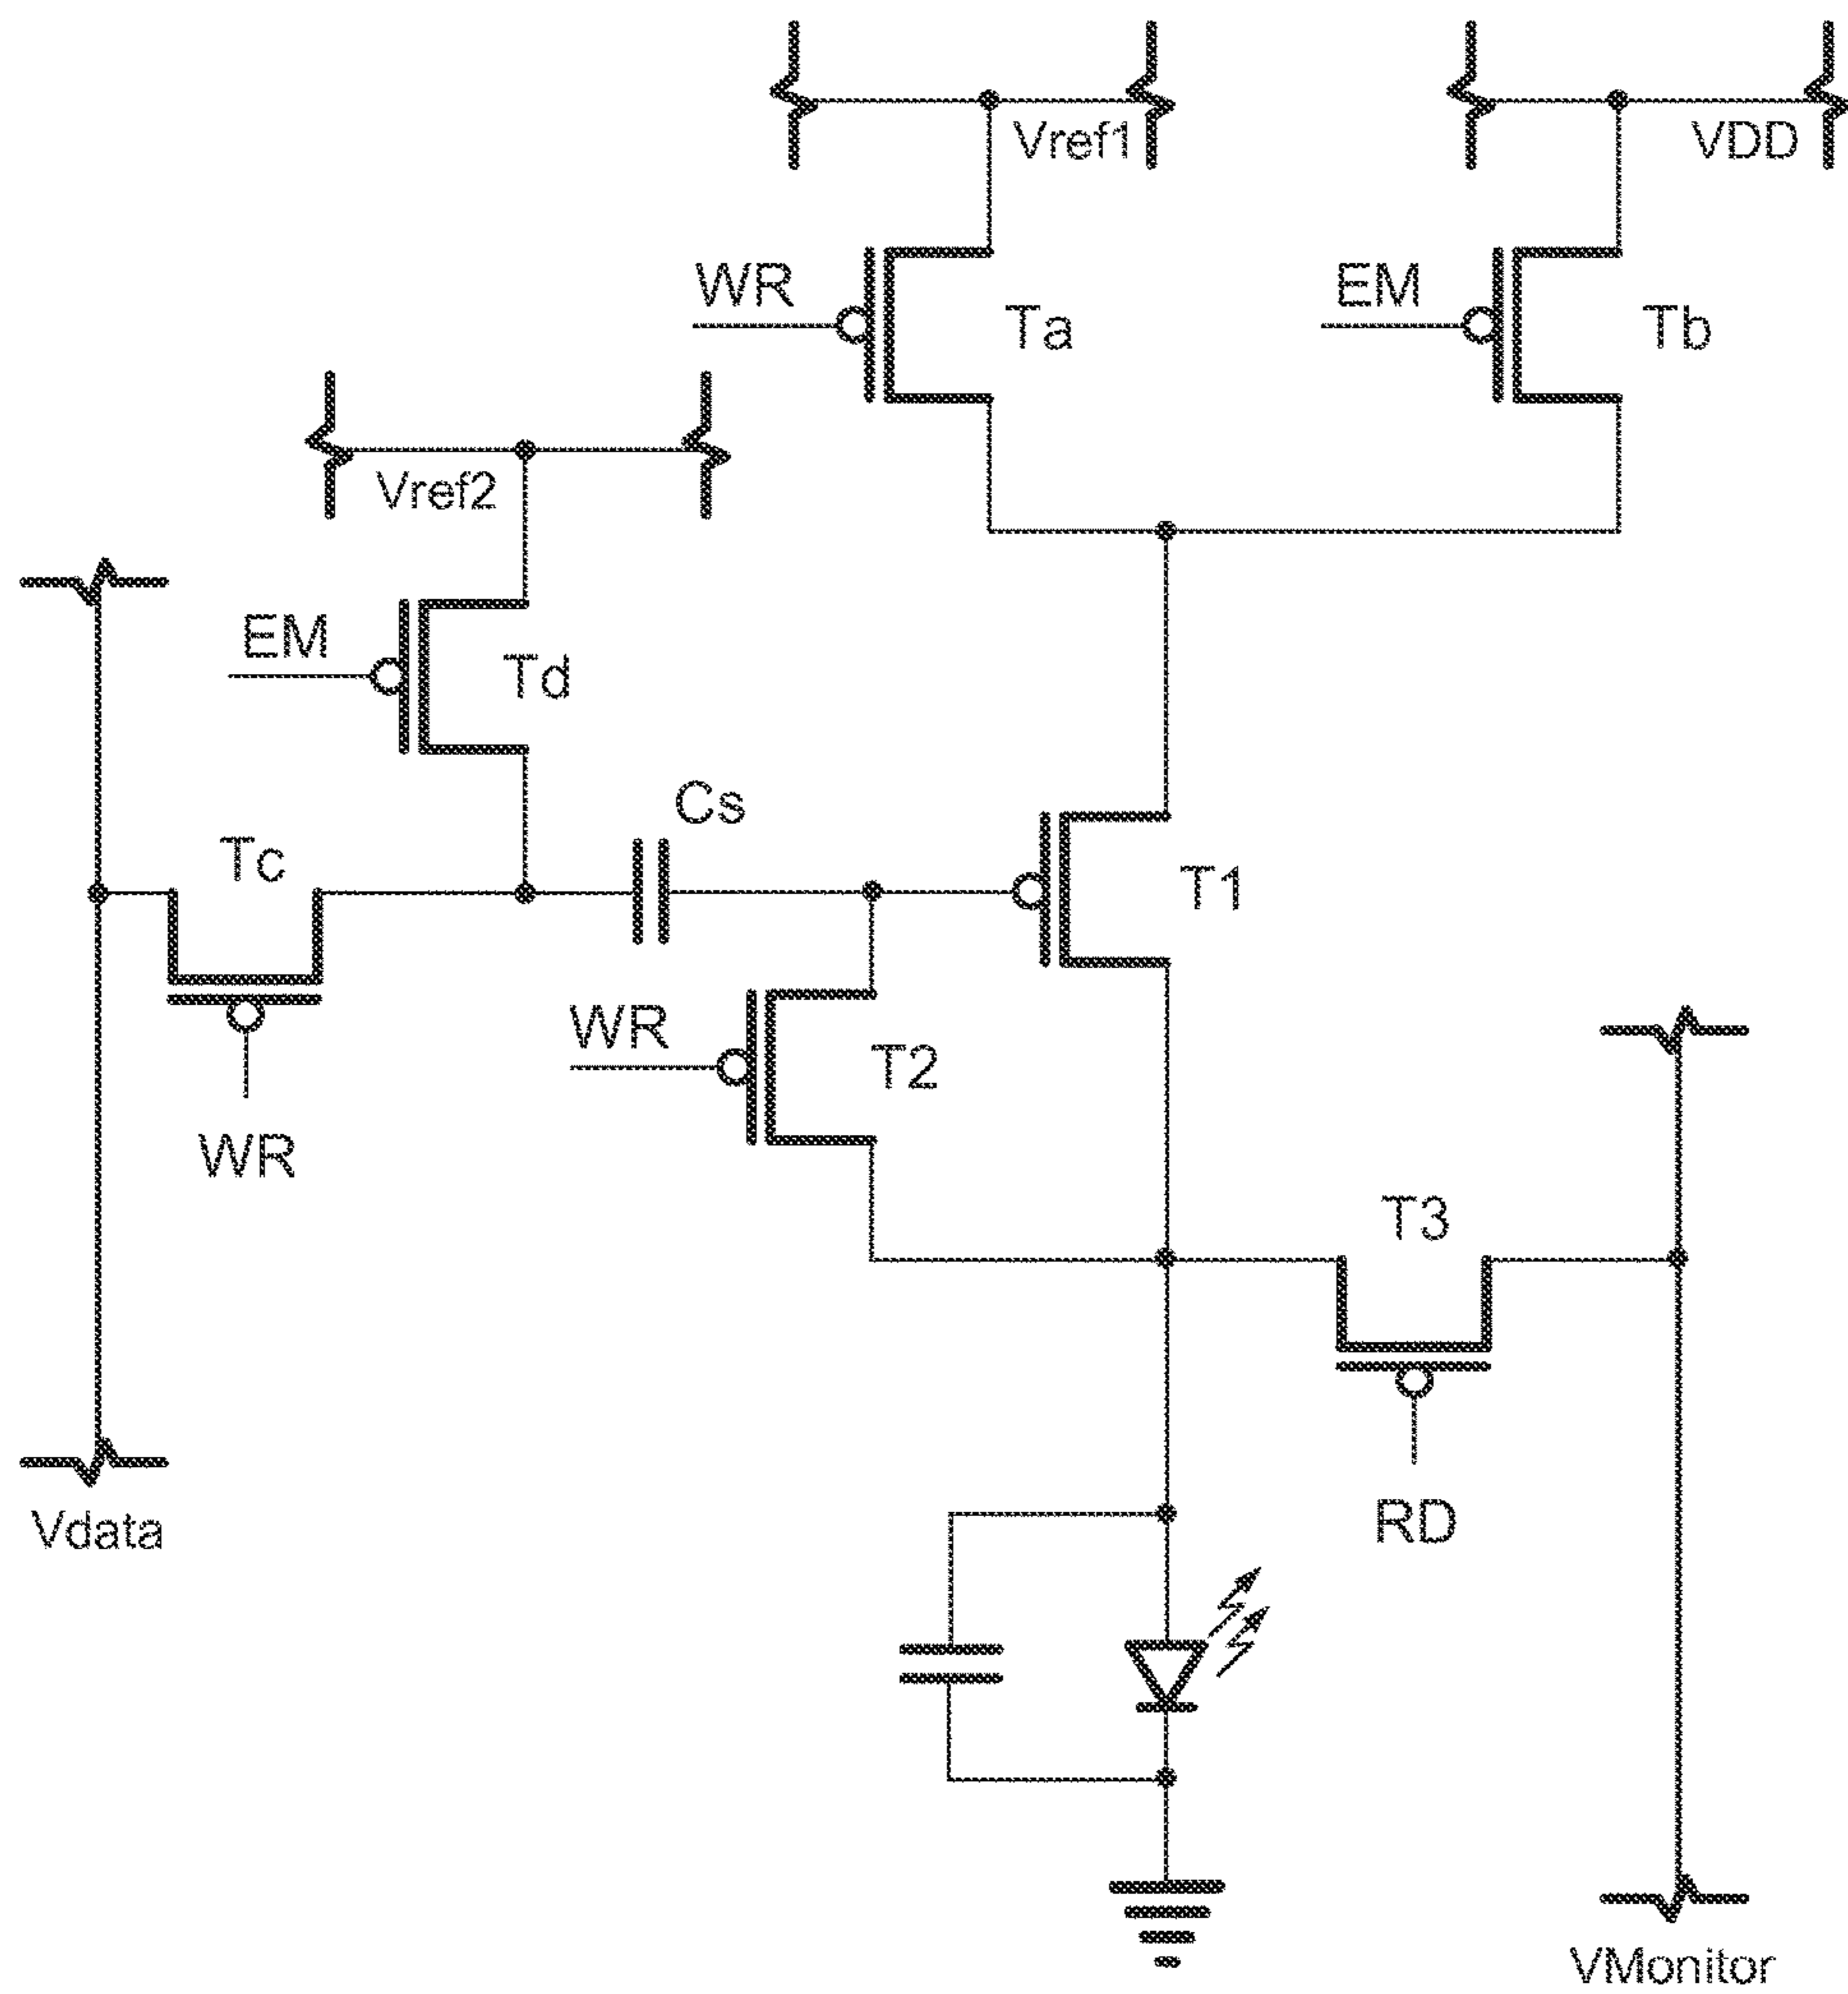 Vref1
VDD
WR
Ta
EM
Tb
Vref2
EM
Td
Cs
Tc
T1
WR
T2
WR
T3
RD
Vdata
VMonitor